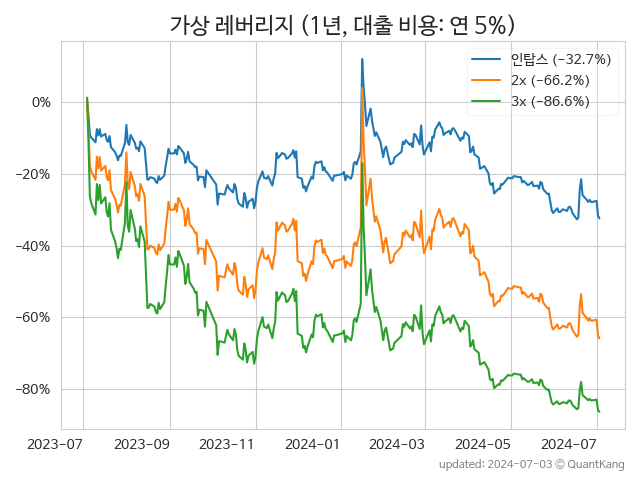 가상 레버리지 (1년, 대출 비용: 연 5%)
인탑스 (−32.7%)
2x (−66.2%)
3x (−86.6%)
0%
−20%
−40%
−60%
−80%
2023−07 2023−09 2023−11 2024−01 2024−03 2024−05 2024−07
updated: 2024−07−03 © QuantKang